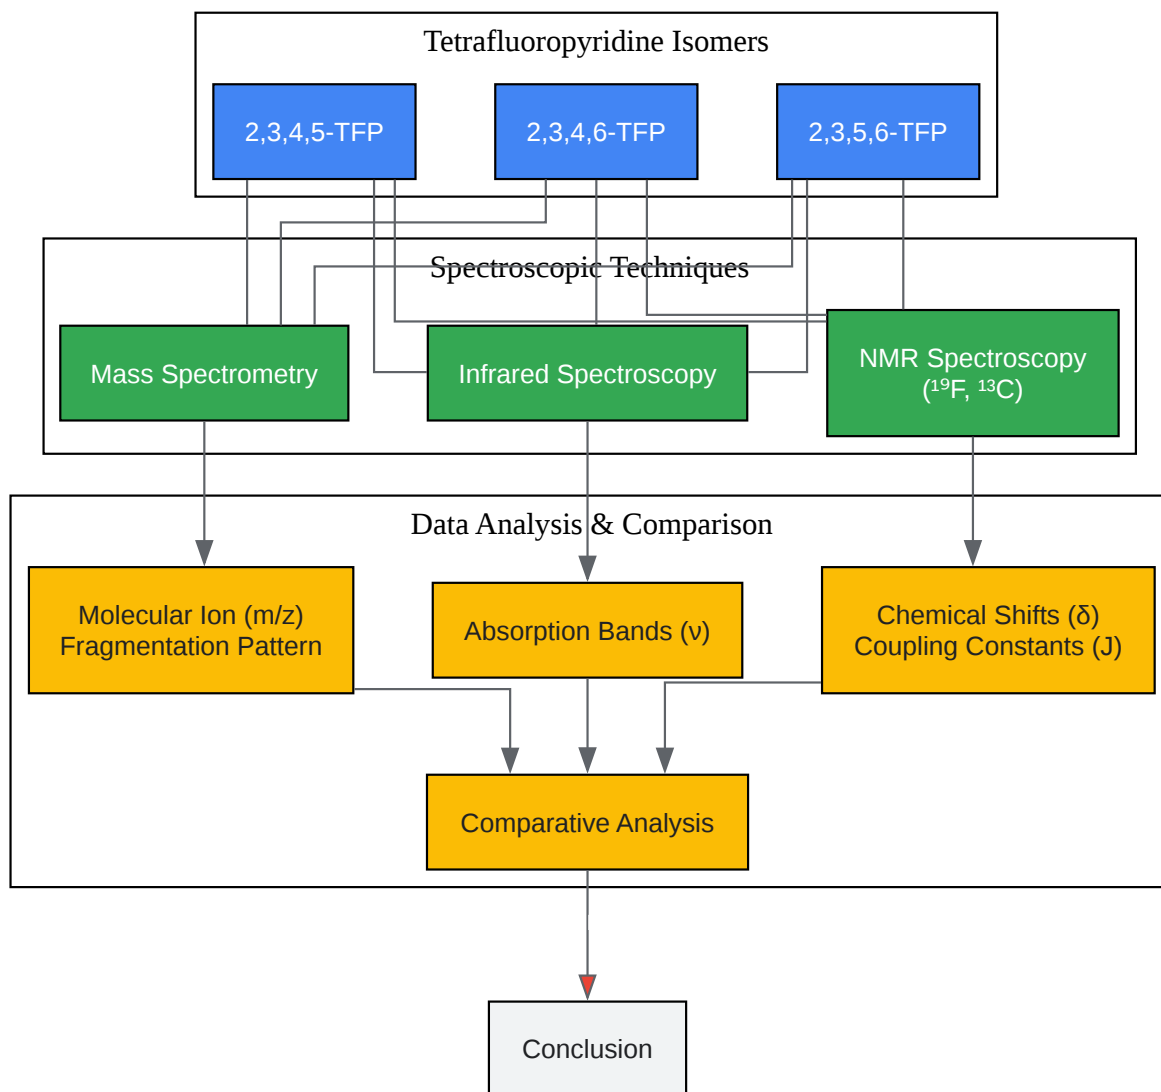 Tetrafluoropyridine Isomers
2,3,4,5-TFP
2,3,4,6-TFP
2,3,5,6-TFP
Spectroscopic Techniques
Mass Spectrometry
Infrared Spectroscopy
NMR Spectroscopy
(¹⁹F, ¹³C)
Data Analysis & Comparison
Molecular Ion (m/z)
Fragmentation Pattern
Absorption Bands (ν)
Chemical Shifts (δ)
Coupling Constants (J)
Comparative Analysis
Conclusion